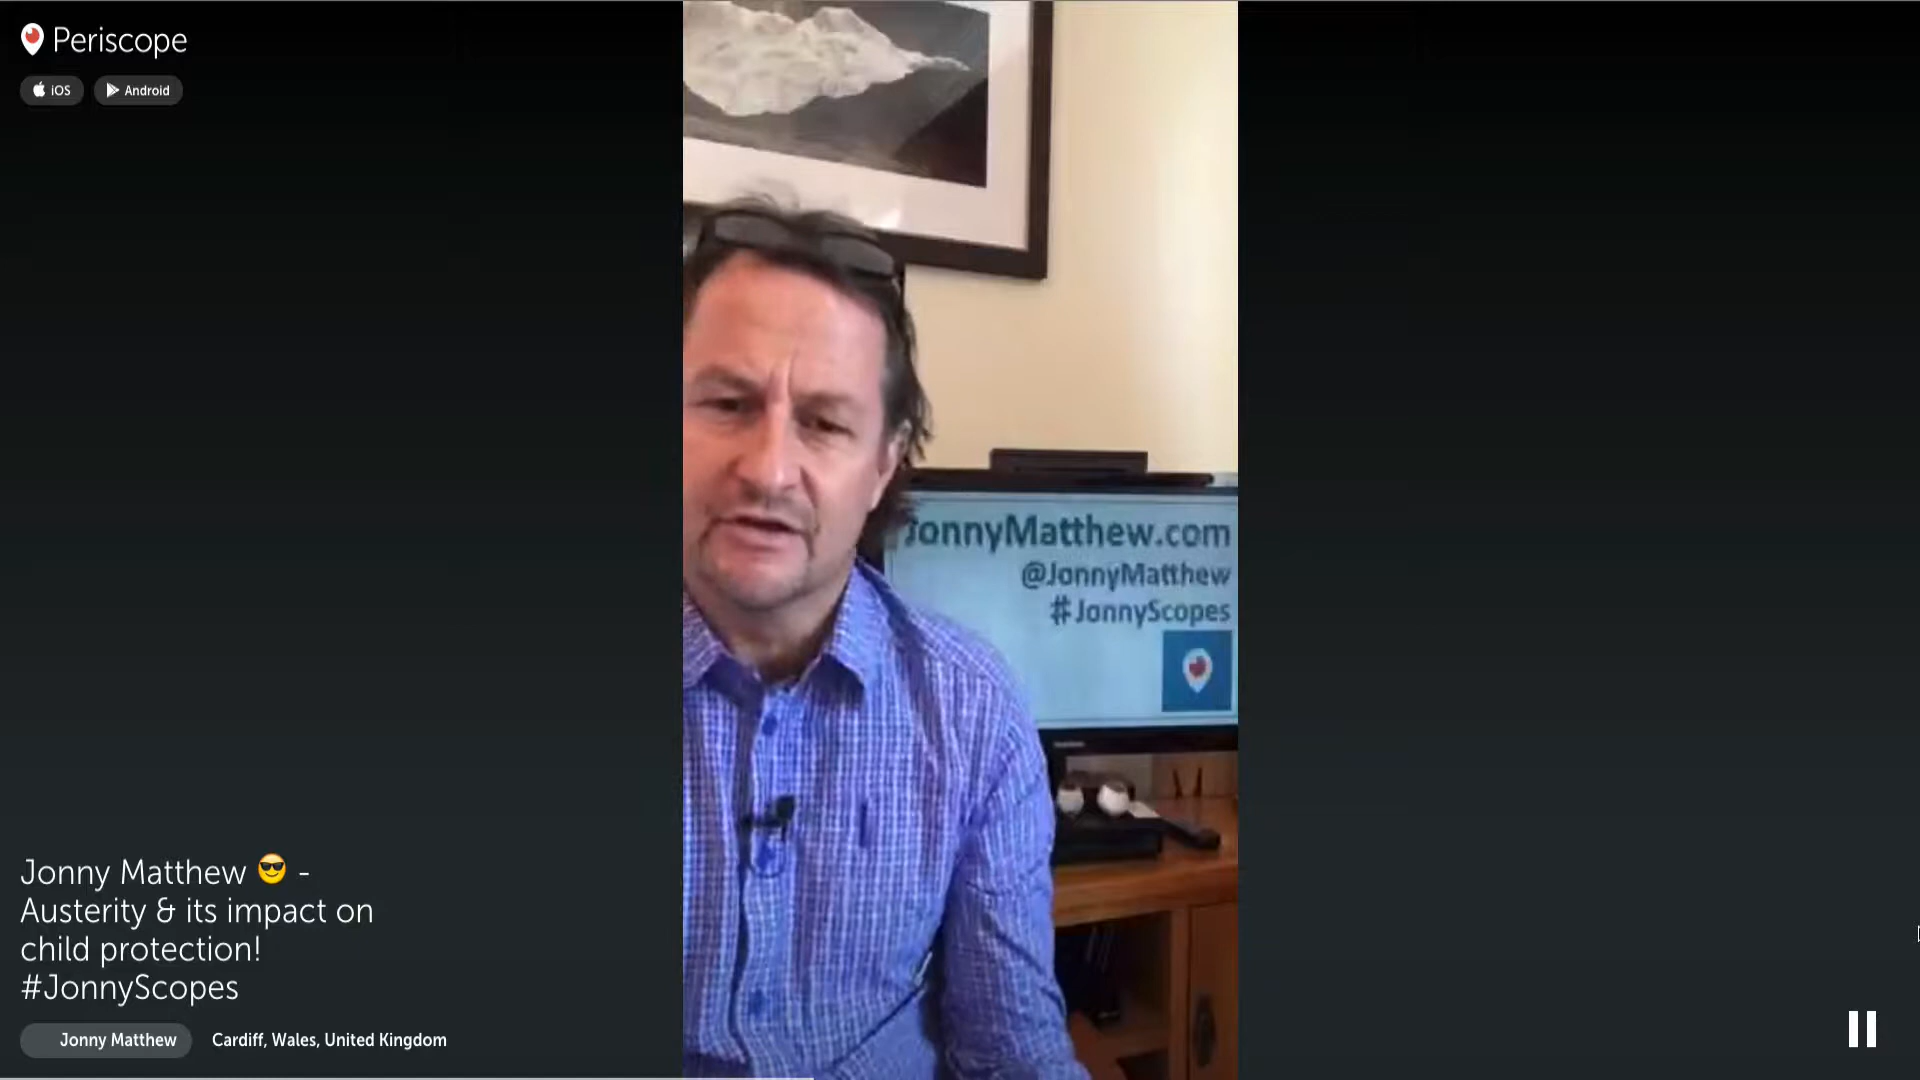 Periscope
iOS
Android
JonnyMatthew.com
@JonnyMatthew
#JonnyScopes
Jonny Matthew 😎 -
Austerity & its impact on
child protection!
#JonnyScopes
Jonny Matthew
Cardiff, Wales, United Kingdom